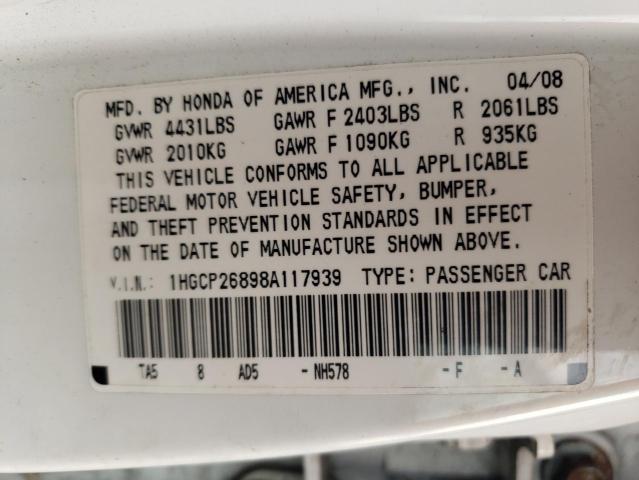 MFD. BY HONDA OF AMERICA MFG., INC. 04/08
GVWR 4431LBS GAWR F 2403LBS R 2061LBS
GVWR 2010KG GAWR F 1090KG R 935KG
THIS VEHICLE CONFORMS TO ALL APPLICABLE
FEDERAL MOTOR VEHICLE SAFETY, BUMPER,
AND THEFT PREVENTION STANDARDS IN EFFECT
ON THE DATE OF MANUFACTURE SHOWN ABOVE.
V.I.N.: 1HGCP26898A117939 TYPE: PASSENGER CAR
TA5 8 AD5 -NH578 -F -A